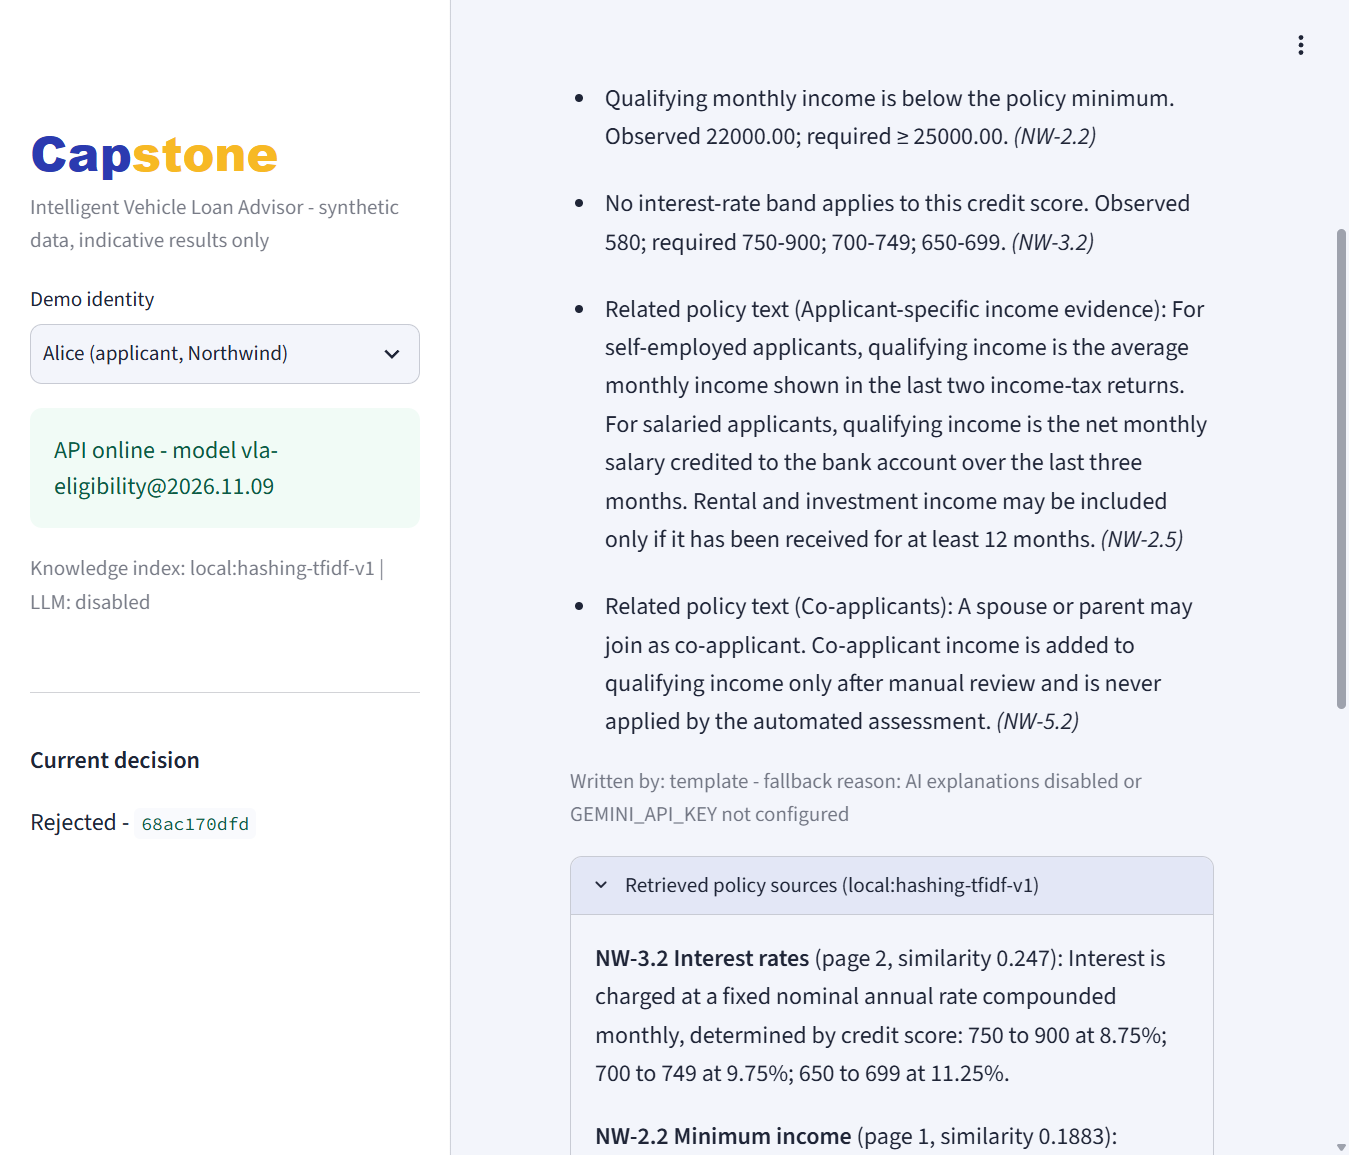 Capstone
Intelligent Vehicle Loan Advisor - synthetic
data, indicative results only
Demo identity
Alice (applicant, Northwind)
API online - model vla-
eligibility@2026.11.09
Knowledge index: local:hashing-tfidf-v1 |
LLM: disabled
Current decision
Rejected - 68ac170dfd
Qualifying monthly income is below the policy minimum.
Observed 22000.00; required ≥ 25000.00. (NW-2.2)
No interest-rate band applies to this credit score. Observed
580; required 750-900; 700-749; 650-699. (NW-3.2)
Related policy text (Applicant-specific income evidence): For
self-employed applicants, qualifying income is the average
monthly income shown in the last two income-tax returns.
For salaried applicants, qualifying income is the net monthly
salary credited to the bank account over the last three
months. Rental and investment income may be included
only if it has been received for at least 12 months. (NW-2.5)
Related policy text (Co-applicants): A spouse or parent may
join as co-applicant. Co-applicant income is added to
qualifying income only after manual review and is never
applied by the automated assessment. (NW-5.2)
Written by: template - fallback reason: AI explanations disabled or
GEMINI_API_KEY not configured
Retrieved policy sources (local:hashing-tfidf-v1)
NW-3.2 Interest rates (page 2, similarity 0.247): Interest is
charged at a fixed nominal annual rate compounded
monthly, determined by credit score: 750 to 900 at 8.75%;
700 to 749 at 9.75%; 650 to 699 at 11.25%.
NW-2.2 Minimum income (page 1, similarity 0.1883):